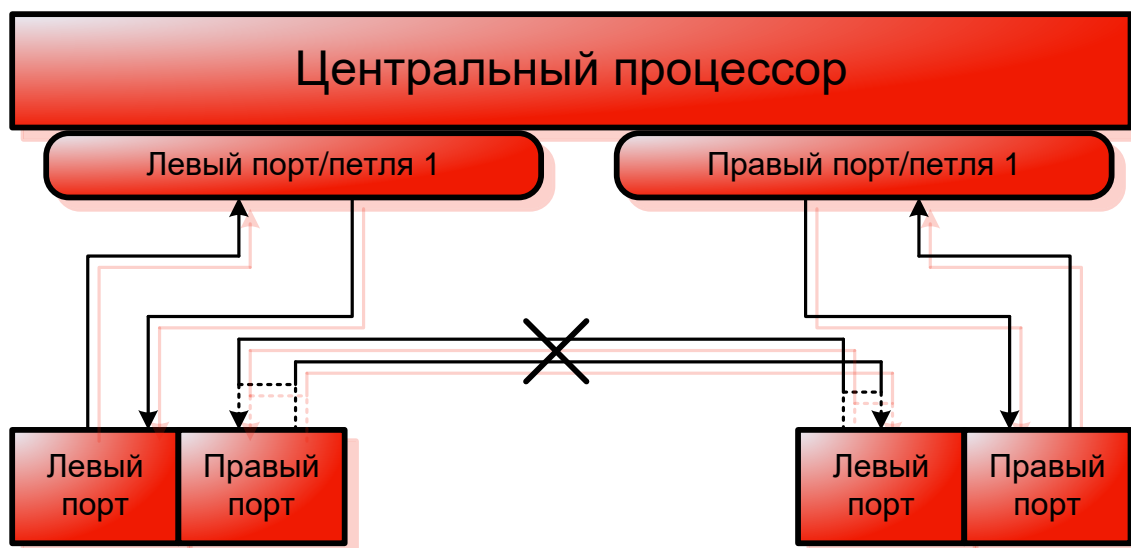 Центральный процессор
Левый порт/петля 1
Правый порт/петля 1
Левый
порт
Правый
порт
Левый
порт
Правый
порт